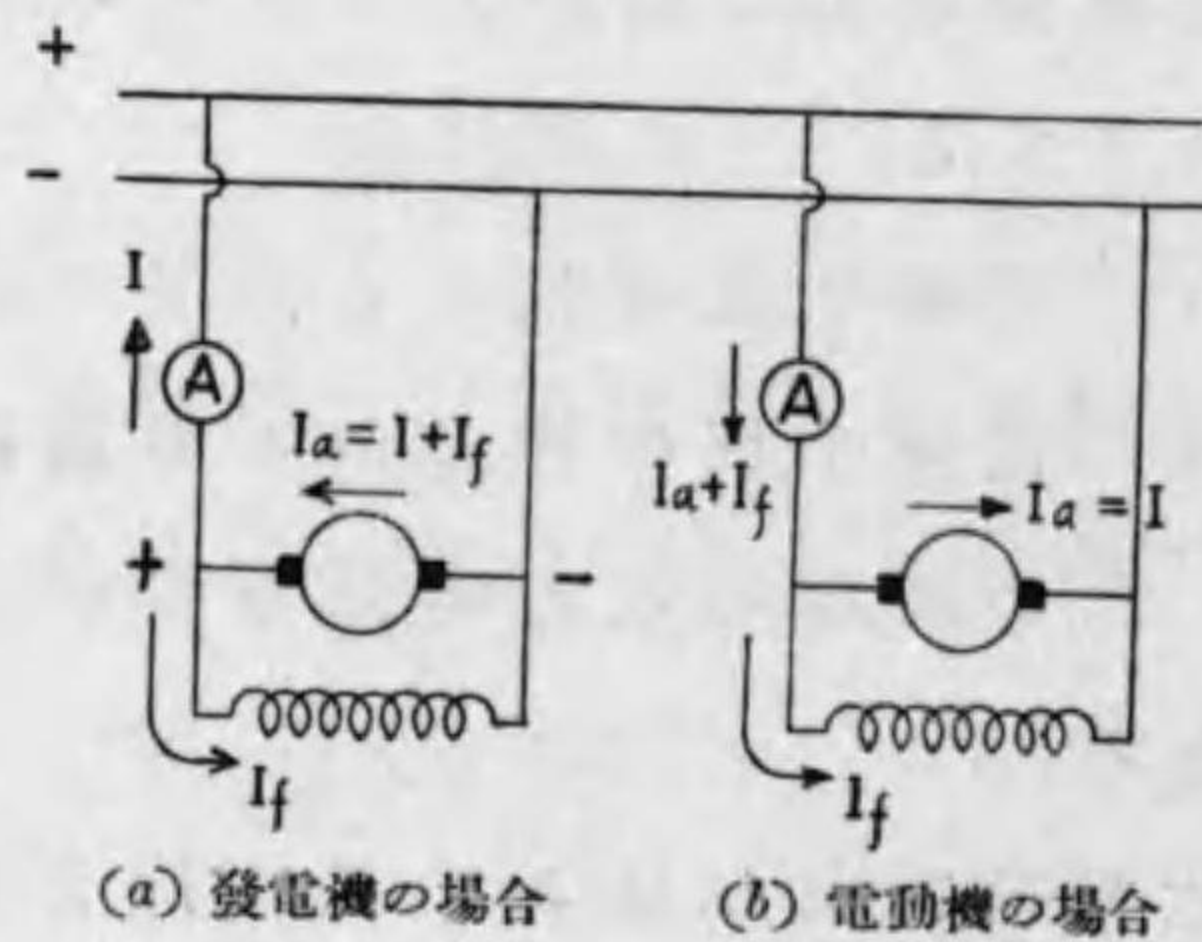 +
−
I
A
Ia=I+If
+
−
If
A
Ia+If
Ia=I
If
(a) 發電機の場合
(b) 電動機の場合